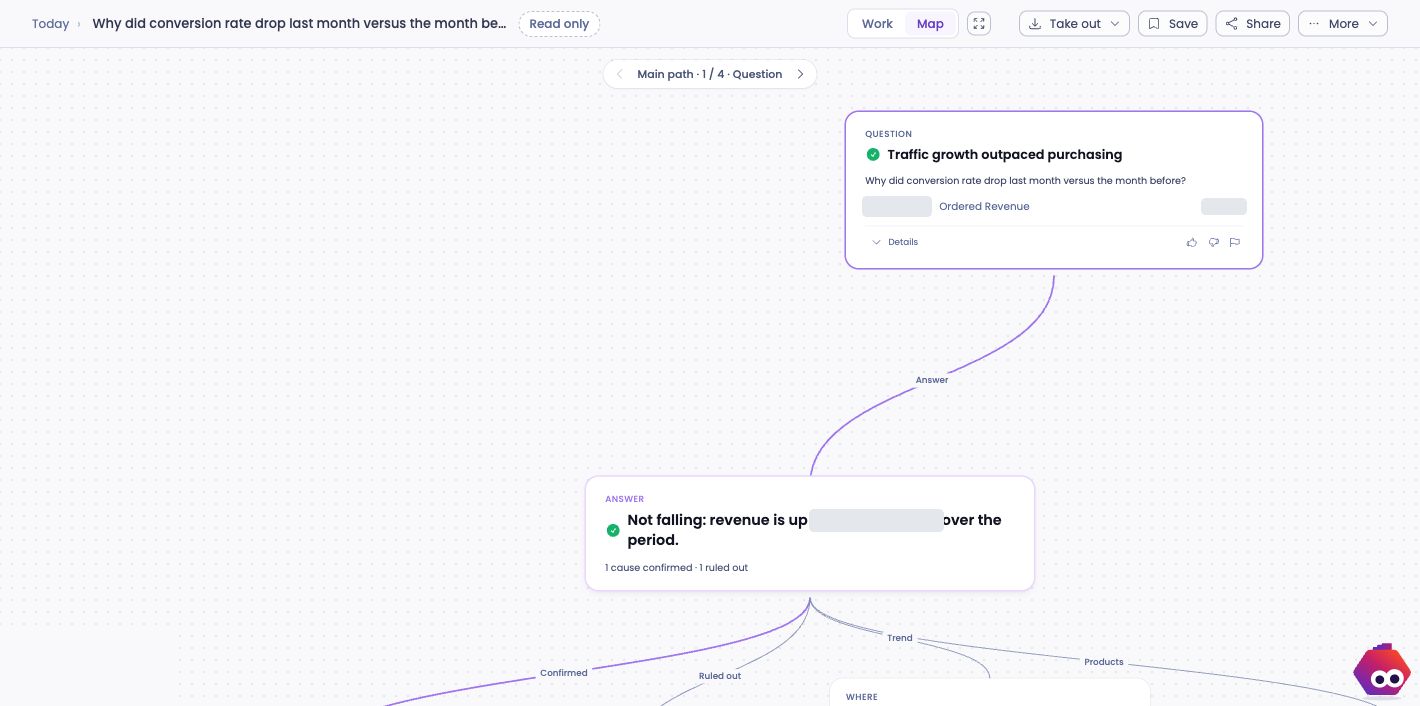 Today › Why did conversion rate drop last month versus the month be... Read only
Work Map Take out Save Share ... More
Main path · 1 / 4 · Question
QUESTION
Traffic growth outpaced purchasing
Why did conversion rate drop last month versus the month before?
Ordered Revenue
Details
Answer
ANSWER
Not falling: revenue is up over the
period.
1 cause confirmed · 1 ruled out
Trend
Products
Confirmed
Ruled out
WHERE